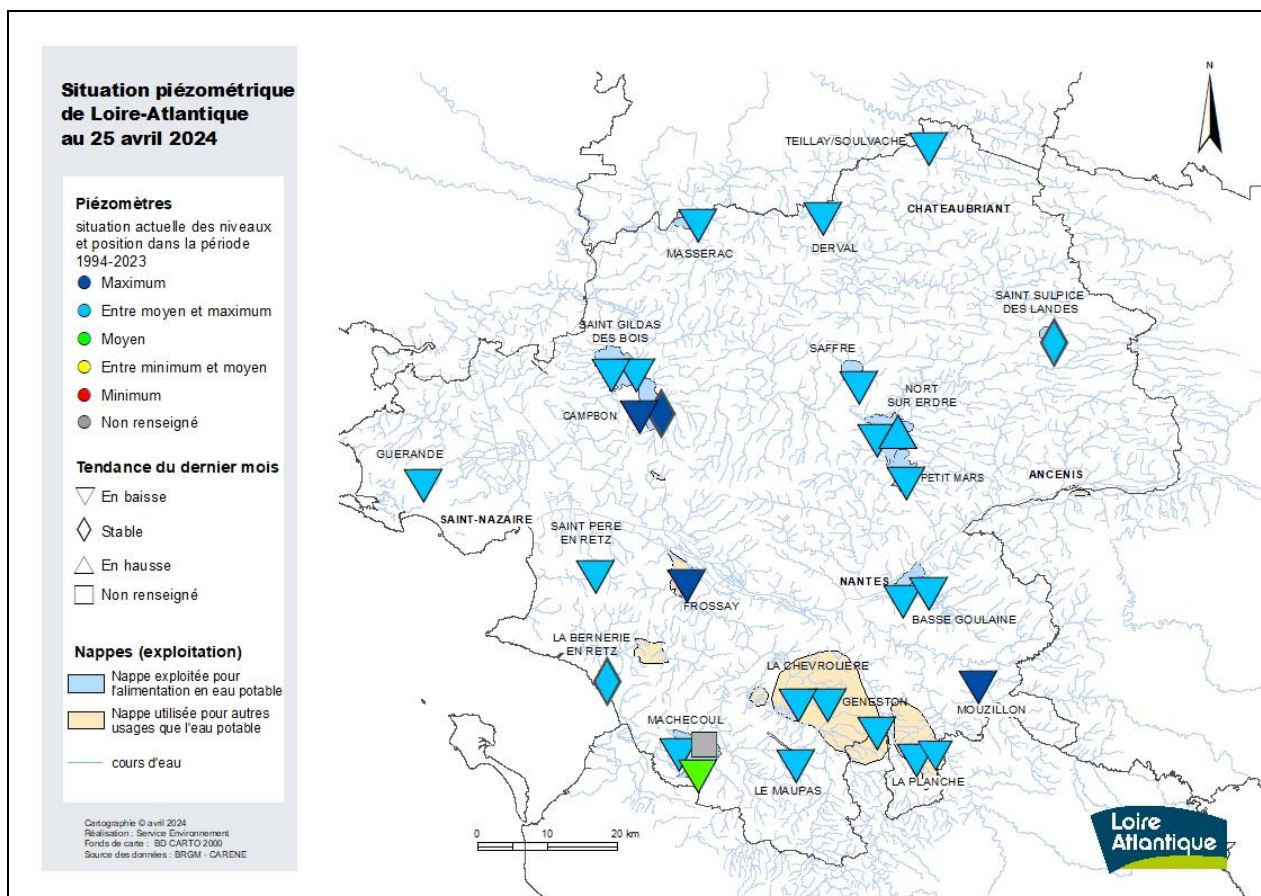 Situation piézométrique
de Loire-Atlantique
au 25 avril 2024
Piézomètres
situation actuelle des niveaux
et position dans la période
1994-2023
Maximum
Entre moyen et maximum
Moyen
Entre minimum et moyen
Minimum
Non renseigné
Tendance du dernier mois
En baisse
Stable
En hausse
Non renseigné
Nappes (exploitation)
Nappe exploitée pour
l'alimentation en eau potable
Nappe utilisée pour autres
usages que l'eau potable
cours d'eau
Cartographie © avril 2024
Réalisation : Service Environnement
Fonds de carte : BD CARTO 2000
Source des données : BRGM - CARENE
N
TEILLAY/SOULVACHE
CHATEAUBRIANT
MASSERAC
DERVAL
SAINT SULPICE
DES LANDES
SAINT GILDAS
DES BOIS
SAFFRE
NORT
SUR ERDRE
CAMPBON
GUERANDE
PETIT MARS
ANCENIS
SAINT-NAZAIRE
SAINT PERE
EN RETZ
FROSSAY
NANTES
BASSE GOULAINE
LA BERNERIE
EN RETZ
LA CHEVROLIERE
GENESTON
MOUZILLON
MACHECOUL
LE MAUPAS
LA PLANCHE
0 10 20 km
Loire
Atlantique